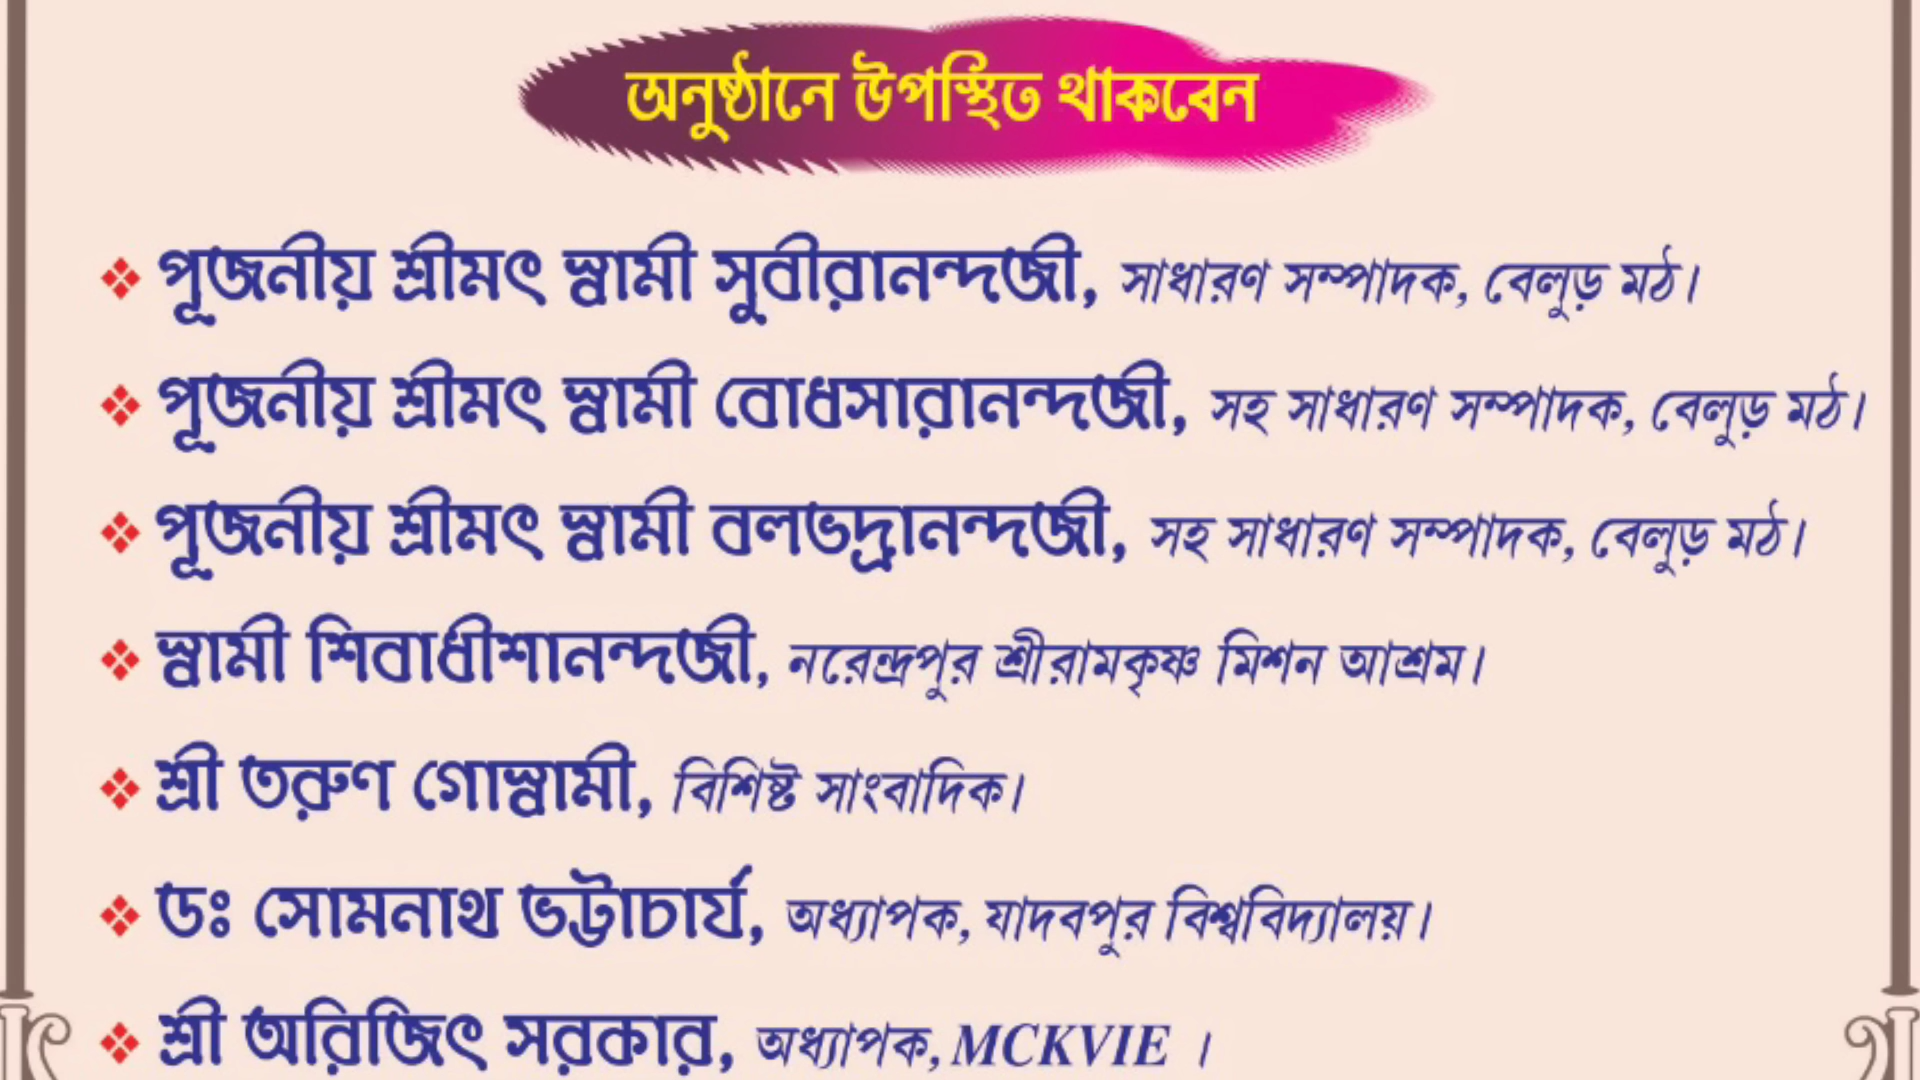 অনুষ্ঠানে উপস্থিত থাকবেন
❖ পূজনীয় শ্রীমৎ স্বামী সুবীরানন্দজী, সাধারণ সম্পাদক, বেলুড় মঠ।
❖ পূজনীয় শ্রীমৎ স্বামী বোধসারানন্দজী, সহ সাধারণ সম্পাদক, বেলুড় মঠ।
❖ পূজনীয় শ্রীমৎ স্বামী বলভদ্রানন্দজী, সহ সাধারণ সম্পাদক, বেলুড় মঠ।
❖ স্বামী শিবাধীশানন্দজী, নরেন্দ্রপুর শ্রীরামকৃষ্ণ মিশন আশ্রম।
❖ শ্রী তরুণ গোস্বামী, বিশিষ্ট সাংবাদিক।
❖ ডঃ সোমনাথ ভট্টাচার্য, অধ্যাপক, যাদবপুর বিশ্ববিদ্যালয়।
❖ শ্রী অরিজিৎ সরকার, অধ্যাপক, MCKVIE ।